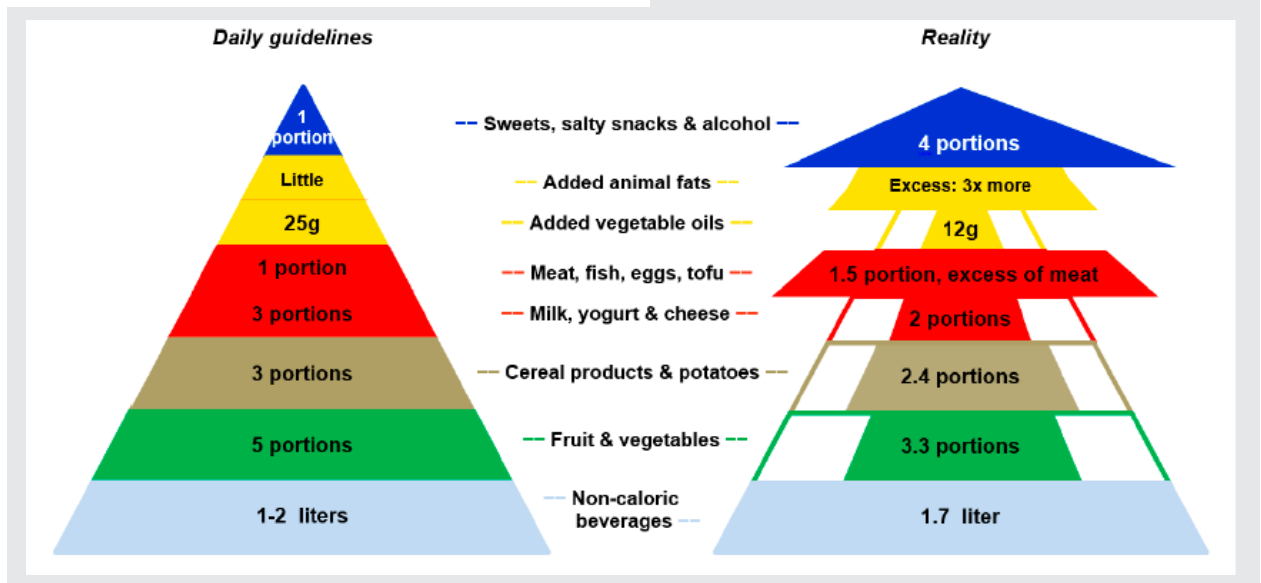 Daily guidelines
Reality
1
portion
Sweets, salty snacks & alcohol
4 portions
Little
Added animal fats
Excess: 3x more
25g
Added vegetable oils
12g
1 portion
Meat, fish, eggs, tofu
1.5 portion, excess of meat
3 portions
Milk, yogurt & cheese
2 portions
3 portions
Cereal products & potatoes
2.4 portions
5 portions
Fruit & vegetables
3.3 portions
1-2 liters
Non-caloric
beverages
1.7 liter